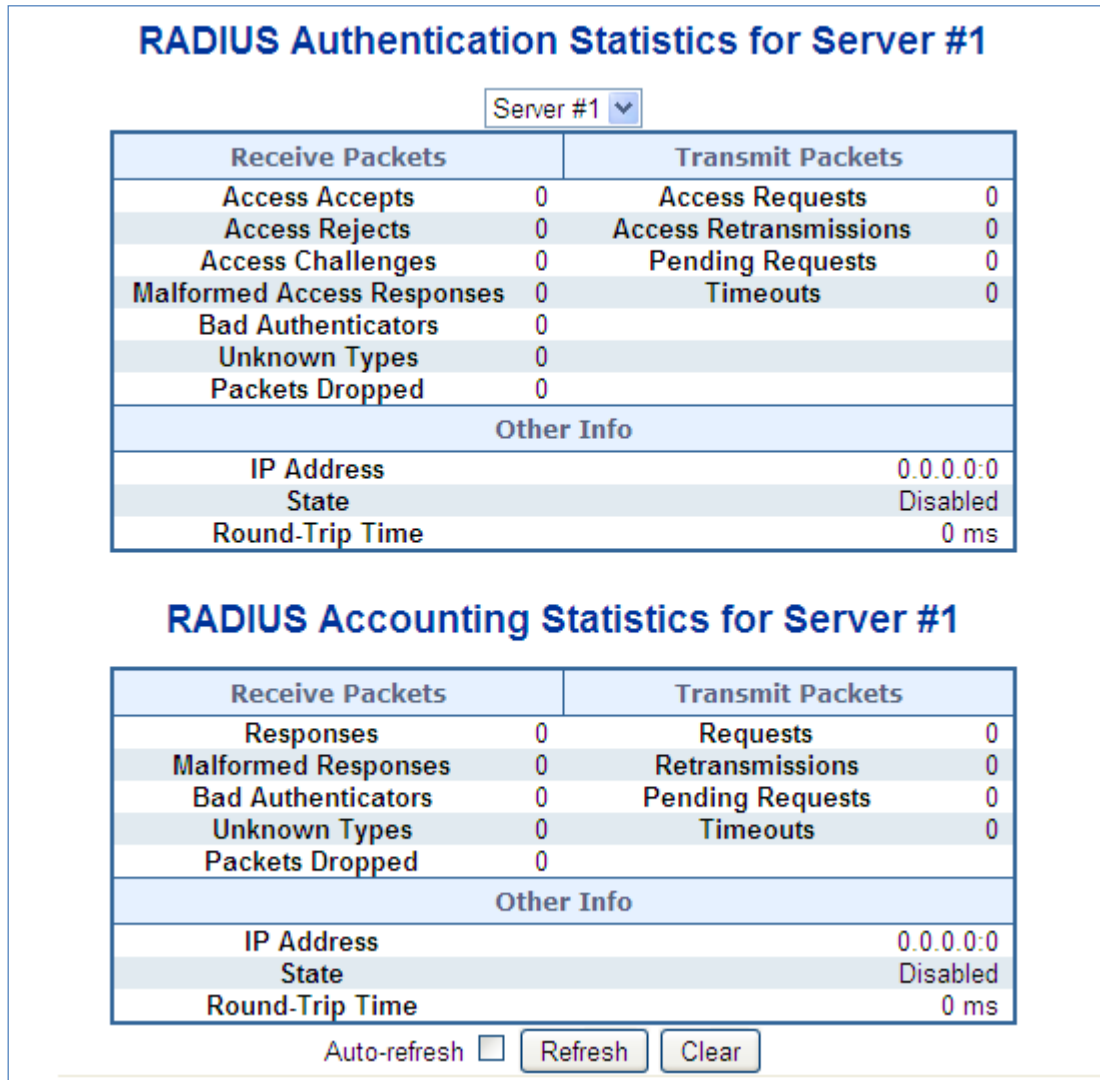 RADIUS Authentication Statistics for Server #1
Server #1
Receive Packets Transmit Packets
Access Accepts 0 Access Requests 0
Access Rejects 0 Access Retransmissions 0
Access Challenges 0 Pending Requests 0
Malformed Access Responses 0 Timeouts 0
Bad Authenticators 0
Unknown Types 0
Packets Dropped 0
Other Info
IP Address 0.0.0.0:0
State Disabled
Round-Trip Time 0 ms
RADIUS Accounting Statistics for Server #1
Receive Packets Transmit Packets
Responses 0 Requests 0
Malformed Responses 0 Retransmissions 0
Bad Authenticators 0 Pending Requests 0
Unknown Types 0 Timeouts 0
Packets Dropped 0
Other Info
IP Address 0.0.0.0:0
State Disabled
Round-Trip Time 0 ms
Auto-refresh Refresh Clear